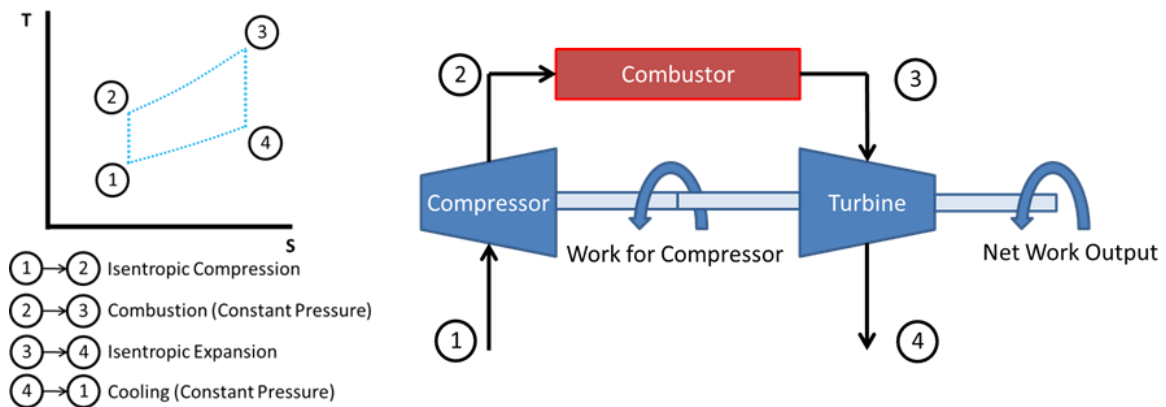 T
3
2
4
1
S
1 → 2 Isentropic Compression
2 → 3 Combustion (Constant Pressure)
3 → 4 Isentropic Expansion
4 → 1 Cooling (Constant Pressure)
2
Combustor
3
Compressor
Turbine
Work for Compressor
Net Work Output
1
4